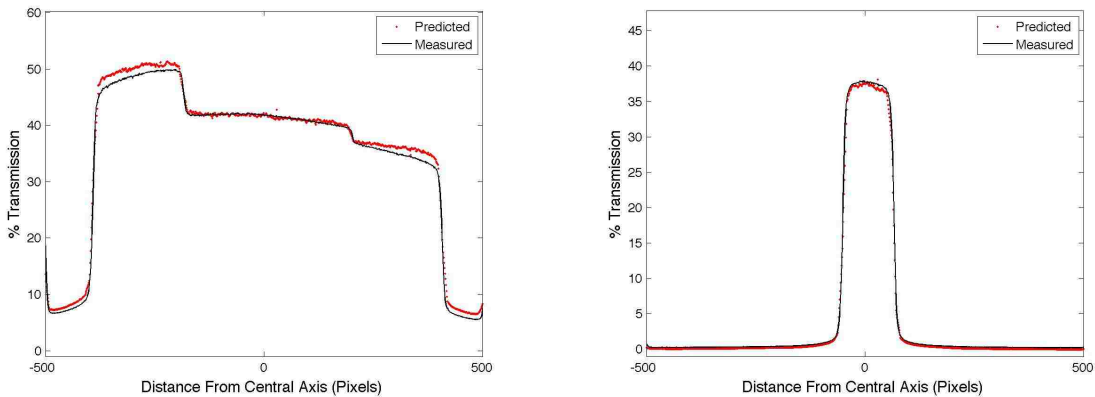 60
50
40
30
20
10
0
-500
0
500
% Transmission
Distance From Central Axis (Pixels)
Predicted
Measured
45
40
35
30
25
20
15
10
5
0
-500
0
500
% Transmission
Distance From Central Axis (Pixels)
Predicted
Measured